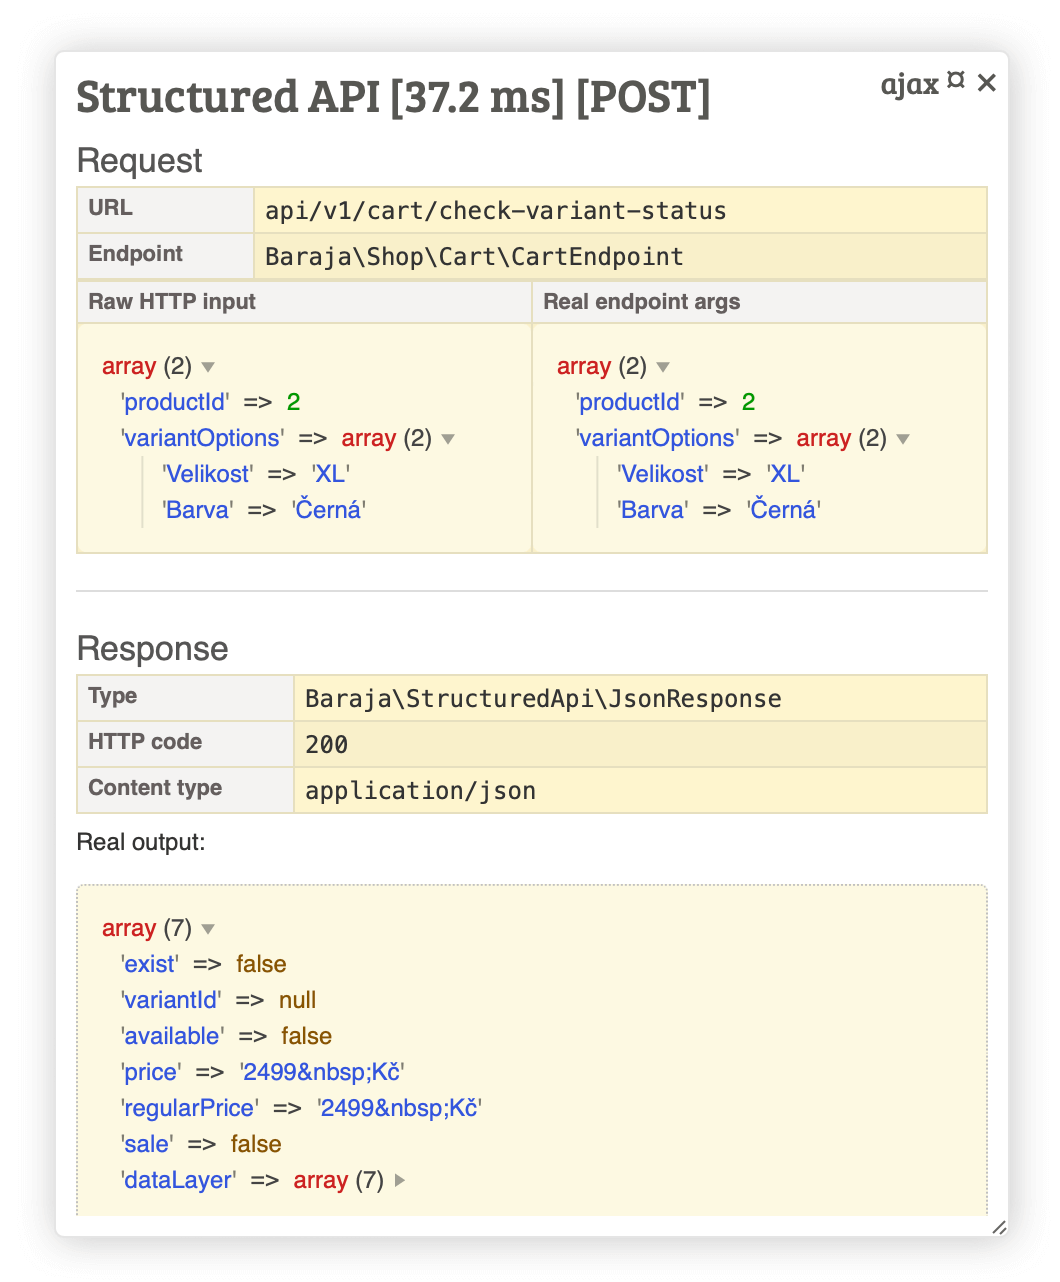 Structured API [37.2 ms] [POST]
ajax ¤ ×
Request
URL api/v1/cart/check-variant-status
Endpoint Baraja\Shop\Cart\CartEndpoint
Raw HTTP input
array (2) ▼
'productId' => 2
'variantOptions' => array (2) ▼
'Velikost' => 'XL'
'Barva' => 'Černá'
Real endpoint args
array (2) ▼
'productId' => 2
'variantOptions' => array (2) ▼
'Velikost' => 'XL'
'Barva' => 'Černá'
Response
Type Baraja\StructuredApi\JsonResponse
HTTP code 200
Content type application/json
Real output:
array (7) ▼
'exist' => false
'variantId' => null
'available' => false
'price' => '2499&nbsp;Kč'
'regularPrice' => '2499&nbsp;Kč'
'sale' => false
'dataLayer' => array (7) ►